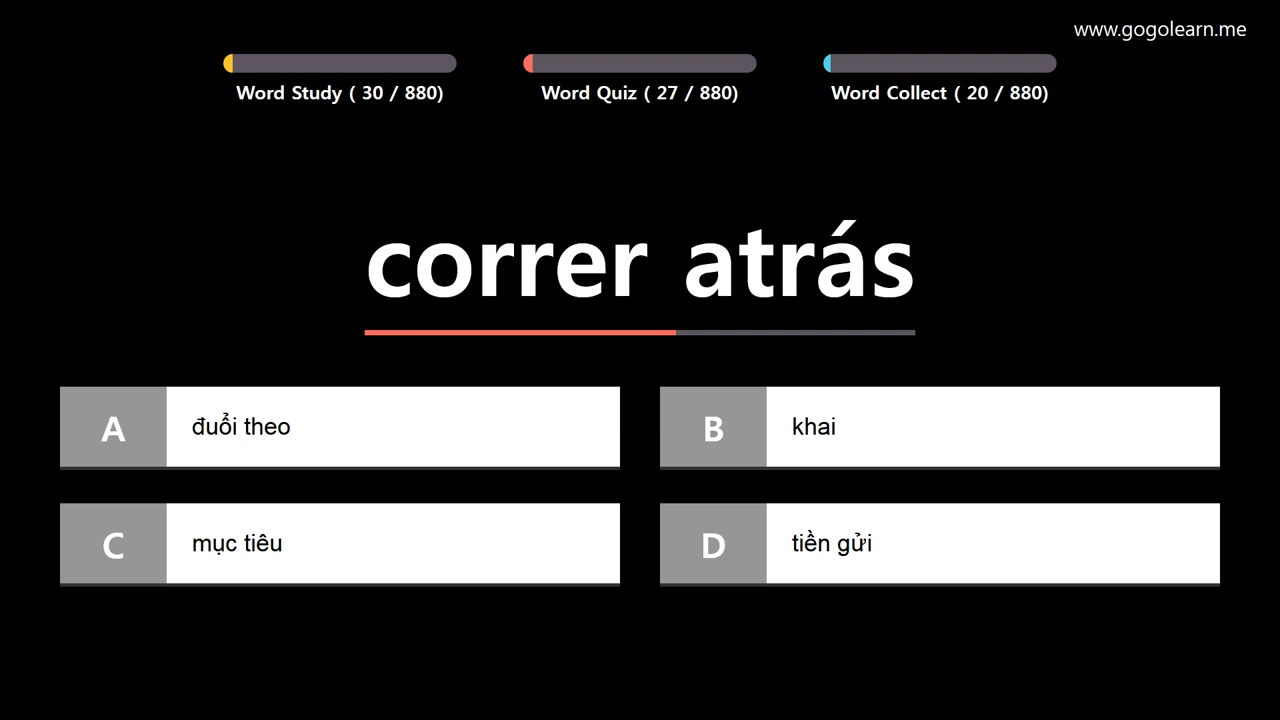 www.gogolearn.me
Word Study ( 30 / 880)
Word Quiz ( 27 / 880)
Word Collect ( 20 / 880)
correr atrás
A đuổi theo
B khai
C mục tiêu
D tiền gửi